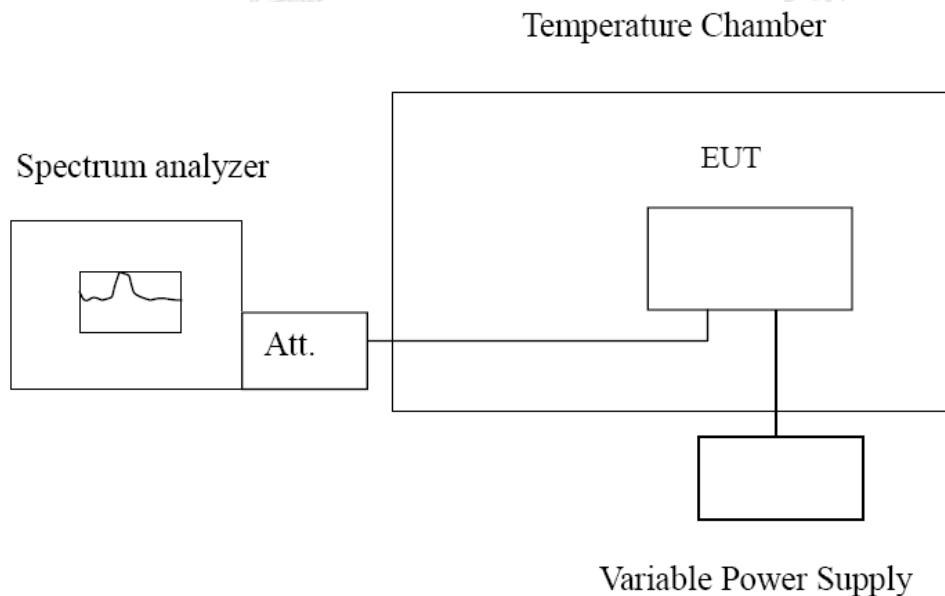 Temperature Chamber
EUT
Spectrum analyzer
Att.
Variable Power Supply